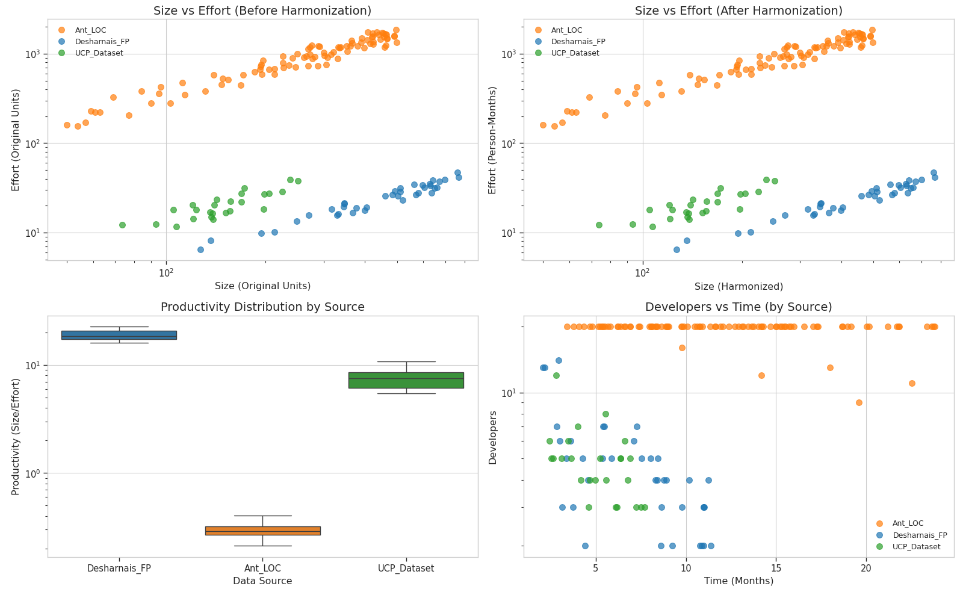 Size vs Effort (Before Harmonization)
Ant_LOC
Desharnais_FP
UCP_Dataset
Effort (Original Units)
10³
10²
10¹
10²
Size (Original Units)
Size vs Effort (After Harmonization)
Ant_LOC
Desharnais_FP
UCP_Dataset
Effort (Person-Months)
10³
10²
10¹
10²
Size (Harmonized)
Productivity Distribution by Source
Productivity (Size/Effort)
10¹
10⁰
Desharnais_FP
Ant_LOC
UCP_Dataset
Data Source
Developers vs Time (by Source)
Developers
10¹
Ant_LOC
Desharnais_FP
UCP_Dataset
5
10
15
20
Time (Months)